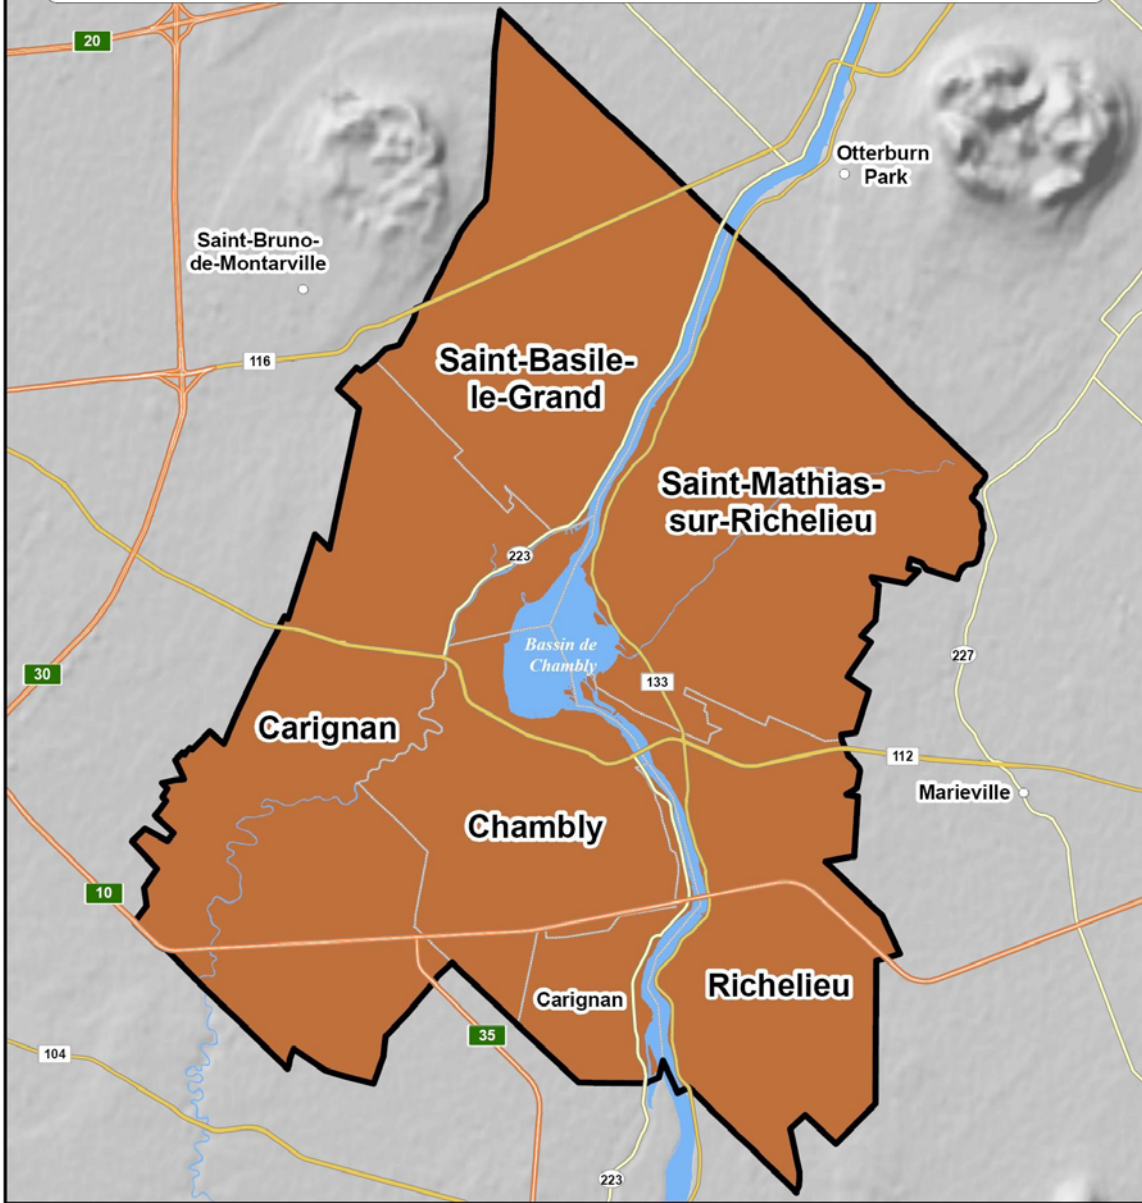 20
Otterburn
Park
Saint-Bruno-
de-Montarville
116
Saint-Basile-
le-Grand
Saint-Mathias-
sur-Richelieu
223
Bassin de
Chambly
227
30
133
Carignan
112
Marieville
Chambly
10
Richelieu
Carignan
35
104
223